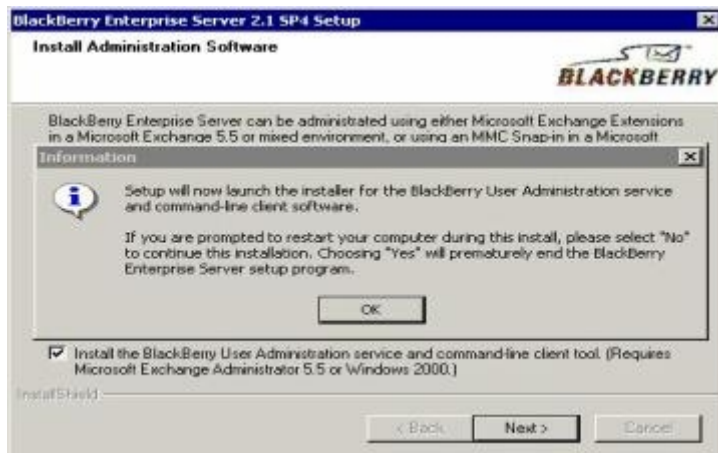 BlackBerry Enterprise Server 2.1 SP4 Setup
Install Administration Software
BLACKBERRY
BlackBerry Enterprise Server can be administrated using either Microsoft Exchange Extensions
in a Microsoft Exchange 5.5 or mixed environment, or using an MMC Snap-in in a Microsoft
Information
Setup will now launch the installer for the BlackBerry User Administration service
and command-line client software.
If you are prompted to restart your computer during this install, please select "No"
to continue this installation. Choosing "Yes" will prematurely end the BlackBerry
Enterprise Server setup program.
OK
Install the BlackBerry User Administration service and command-line client tool. (Requires
Microsoft Exchange Administrator 5.5 or Windows 2000.)
InstallShield
< Back
Next >
Cancel